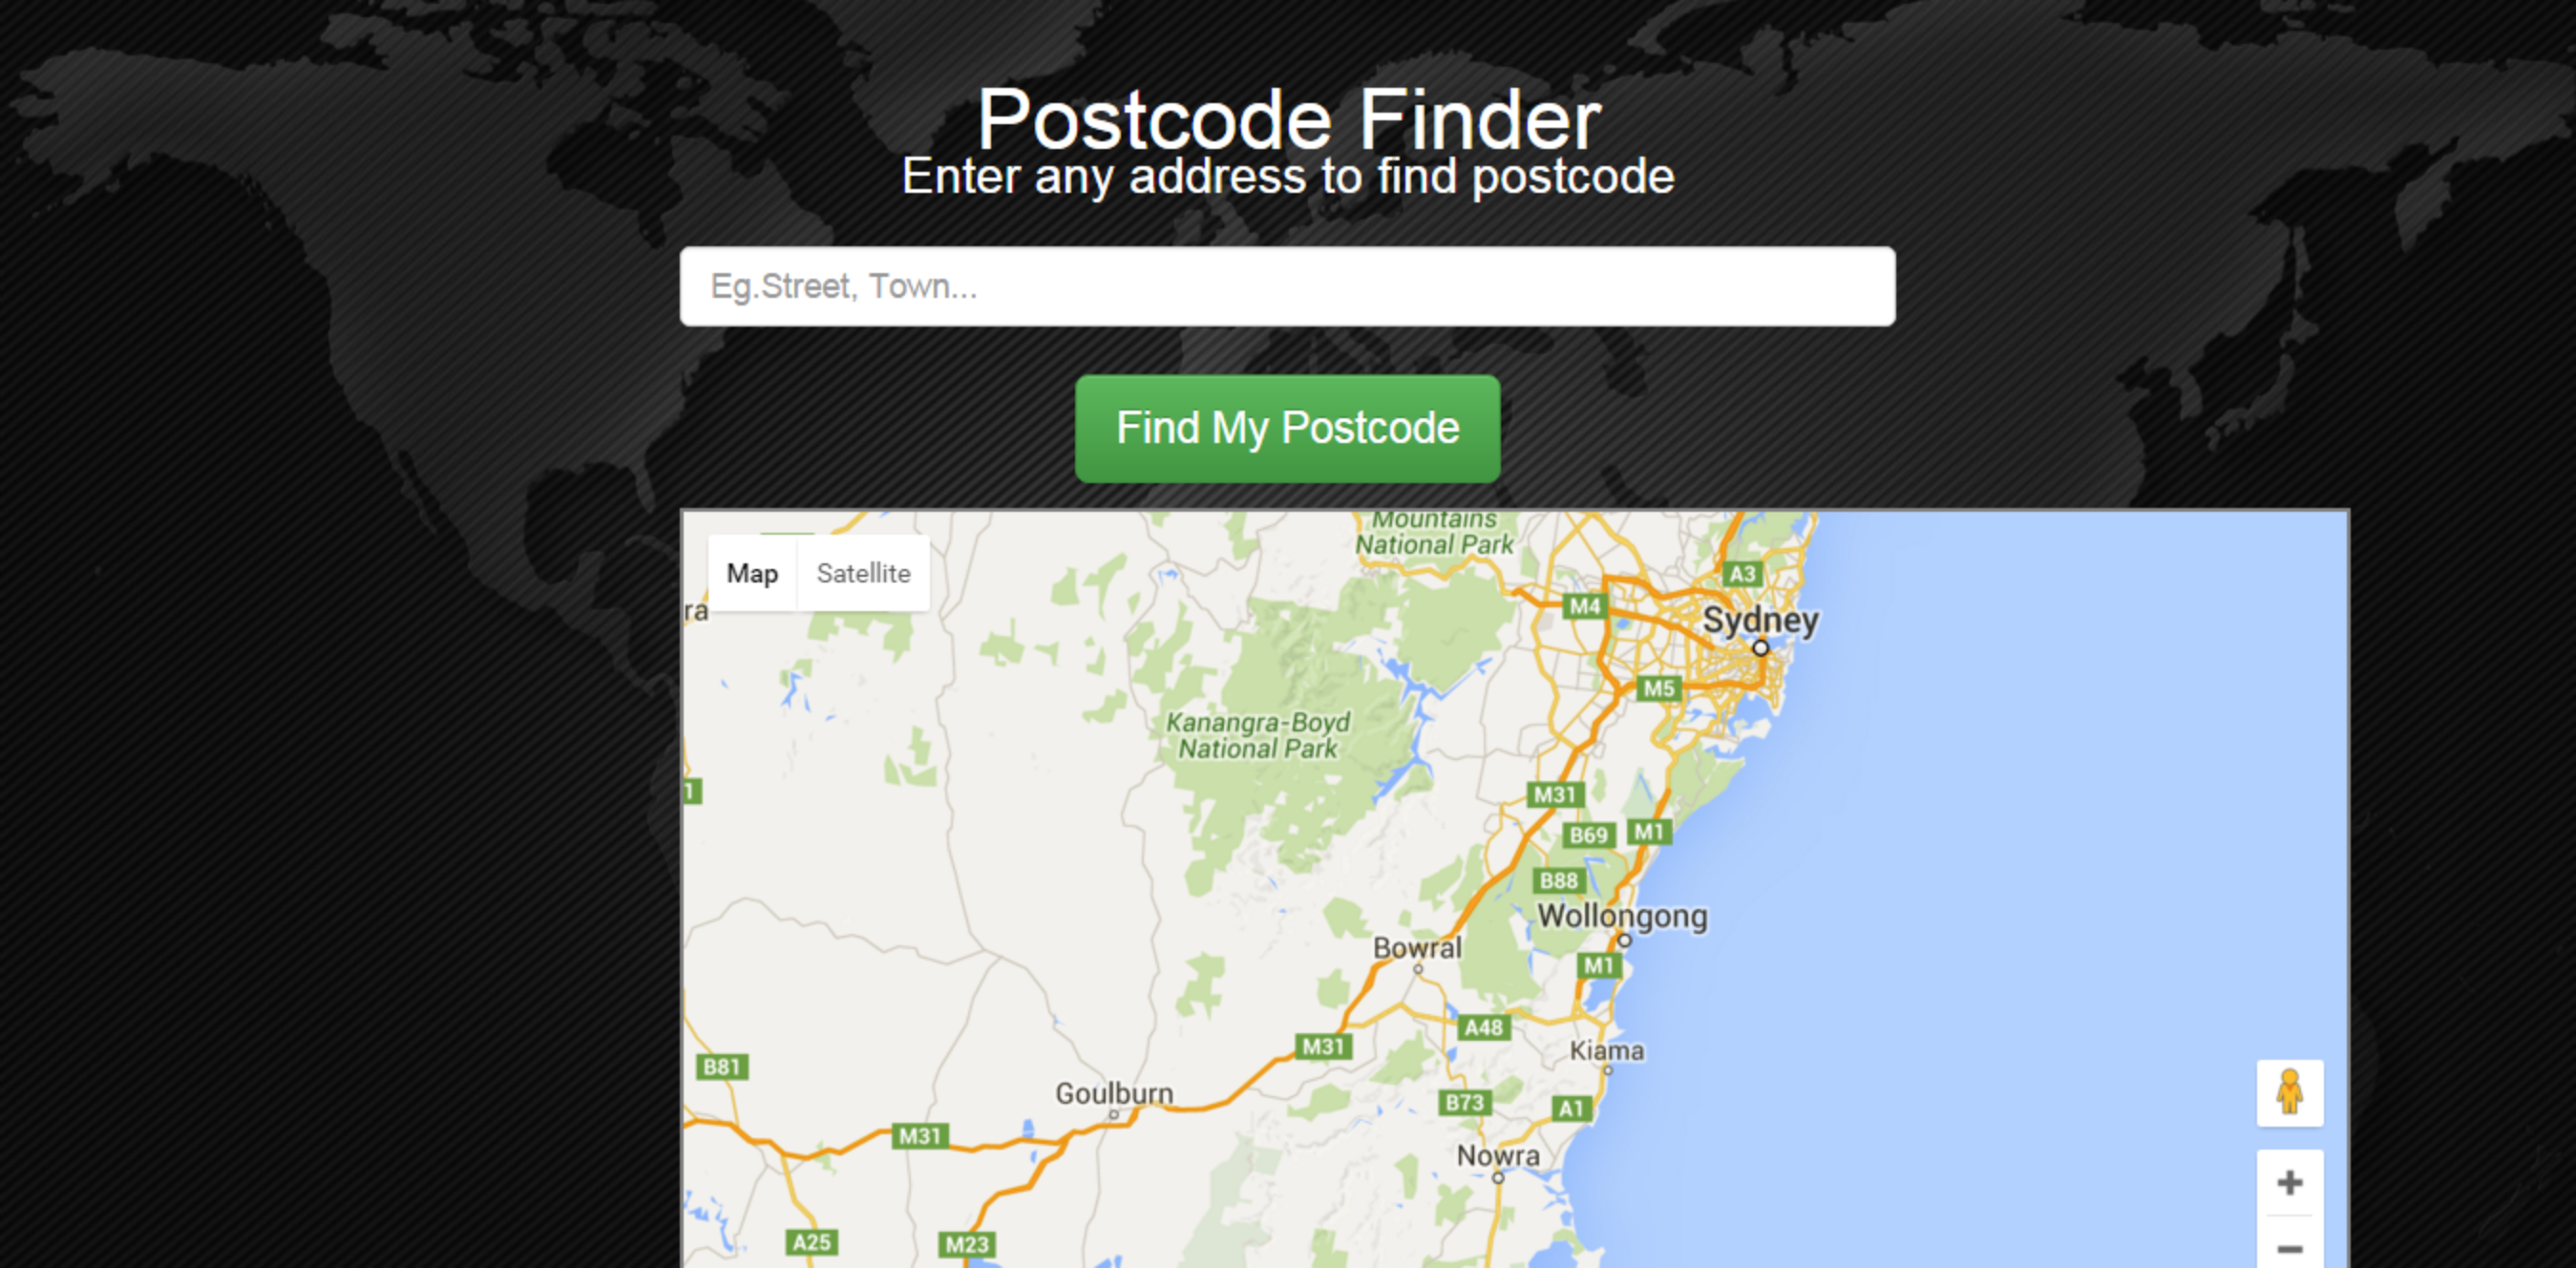 Postcode Finder
Enter any address to find postcode
Eg.Street, Town...
Find My Postcode
Mountains
National Park
Map Satellite
A3
ra
M4
Sydney
M5
Kanangra-Boyd
National Park
1
M31
B69 M1
B88
Wollongong
Bowral
M1
A48
M31
Kiama
B81
Goulburn
B73
A1
M31
Nowra
A25
M23